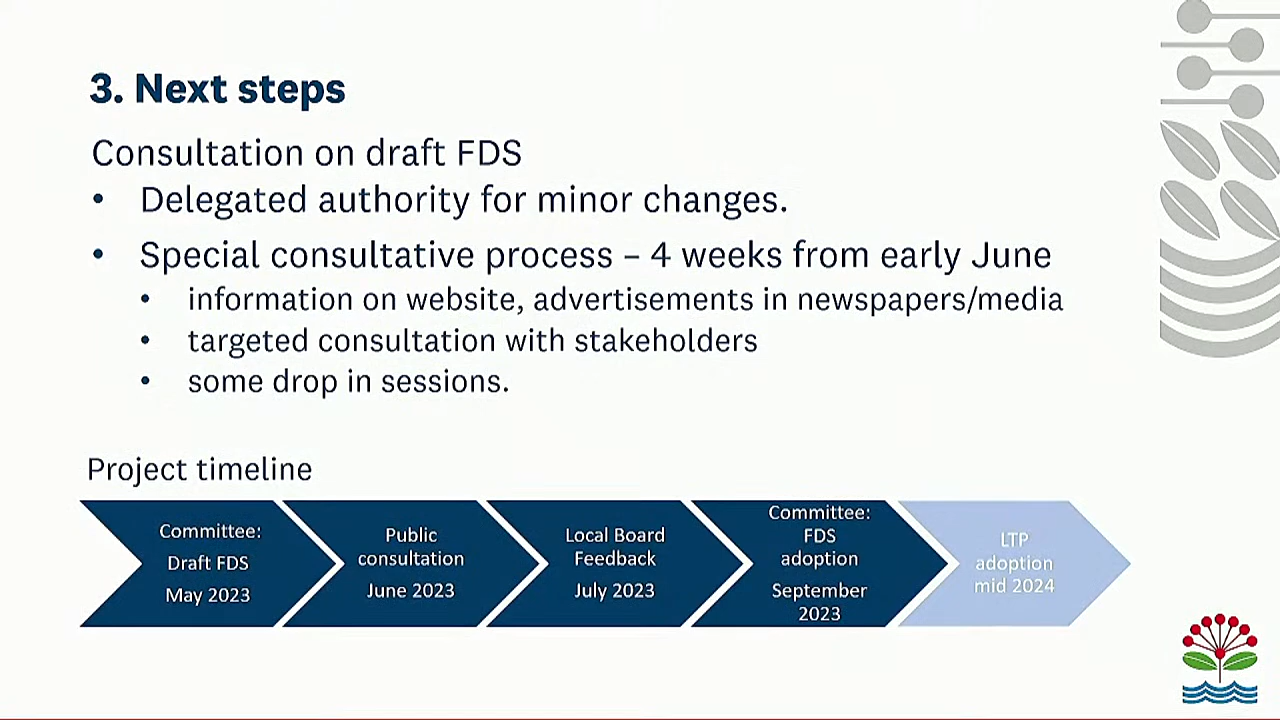 3. Next steps
Consultation on draft FDS
• Delegated authority for minor changes.
• Special consultative process – 4 weeks from early June
• information on website, advertisements in newspapers/media
• targeted consultation with stakeholders
• some drop in sessions.
Project timeline
Committee:
Draft FDS
May 2023
Public
consultation
June 2023
Local Board
Feedback
July 2023
Committee:
FDS
adoption
September
2023
LTP
adoption
mid 2024